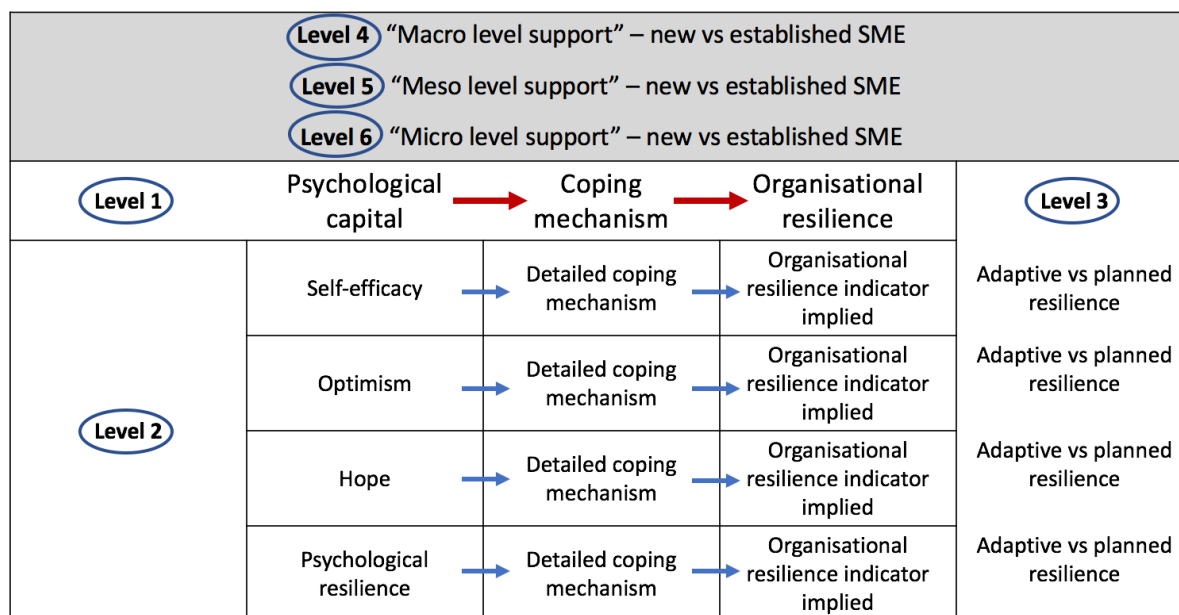 Level 4 “Macro level support” – new vs established SME
Level 5 “Meso level support” – new vs established SME
Level 6 “Micro level support” – new vs established SME
Level 1
Psychological
capital
Coping
mechanism
Organisational
resilience
Level 3
Level 2
Self-efficacy
Detailed coping
mechanism
Organisational
resilience indicator
implied
Adaptive vs planned
resilience
Optimism
Detailed coping
mechanism
Organisational
resilience indicator
implied
Adaptive vs planned
resilience
Hope
Detailed coping
mechanism
Organisational
resilience indicator
implied
Adaptive vs planned
resilience
Psychological
resilience
Detailed coping
mechanism
Organisational
resilience indicator
implied
Adaptive vs planned
resilience